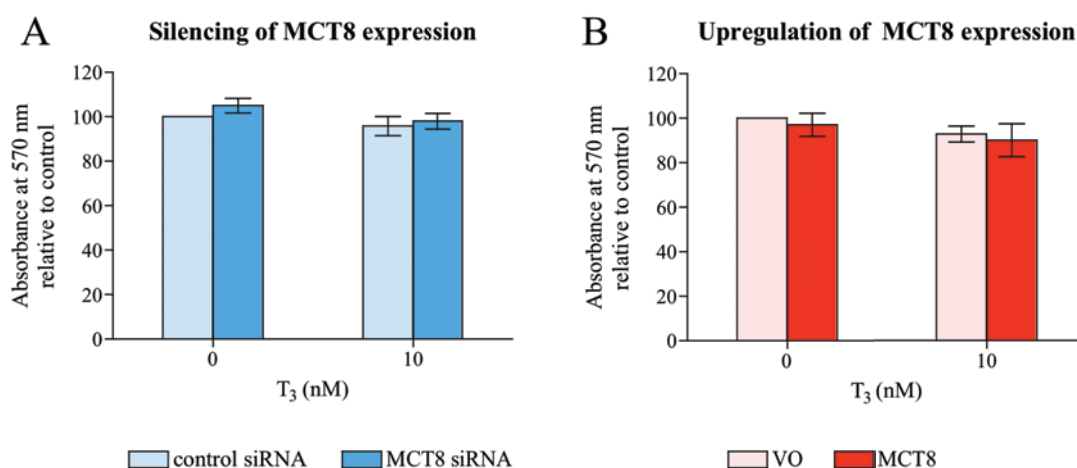 A
Silencing of MCT8 expression
Absorbance at 570 nm
relative to control
120
100
80
60
40
20
0
0
10
T3 (nM)
control siRNA
MCT8 siRNA
B
Upregulation of MCT8 expression
Absorbance at 570 nm
relative to control
120
100
80
60
40
20
0
0
10
T3 (nM)
VO
MCT8